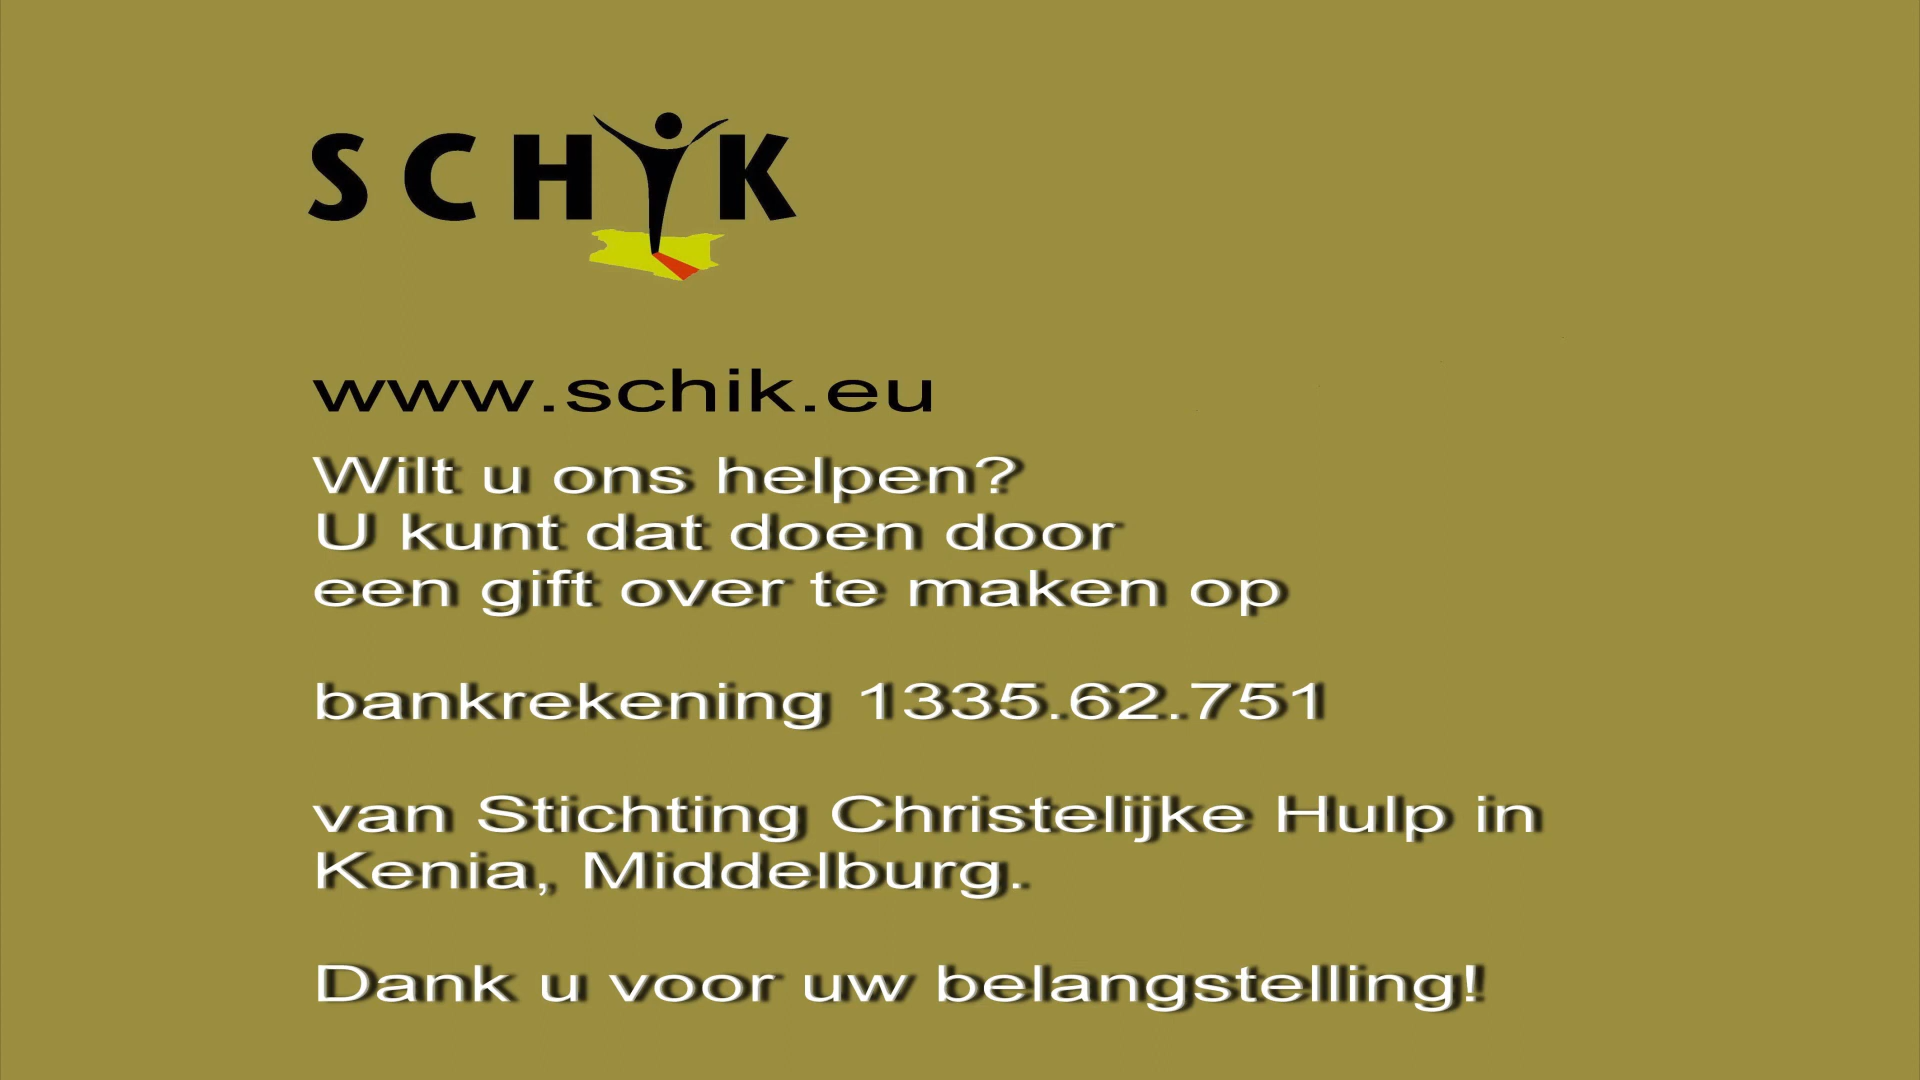 SCHIK
www.schik.eu
Wilt u ons helpen?
U kunt dat doen door
een gift over te maken op
bankrekening 1335.62.751
van Stichting Christelijke Hulp in
Kenia, Middelburg.
Dank u voor uw belangstelling!